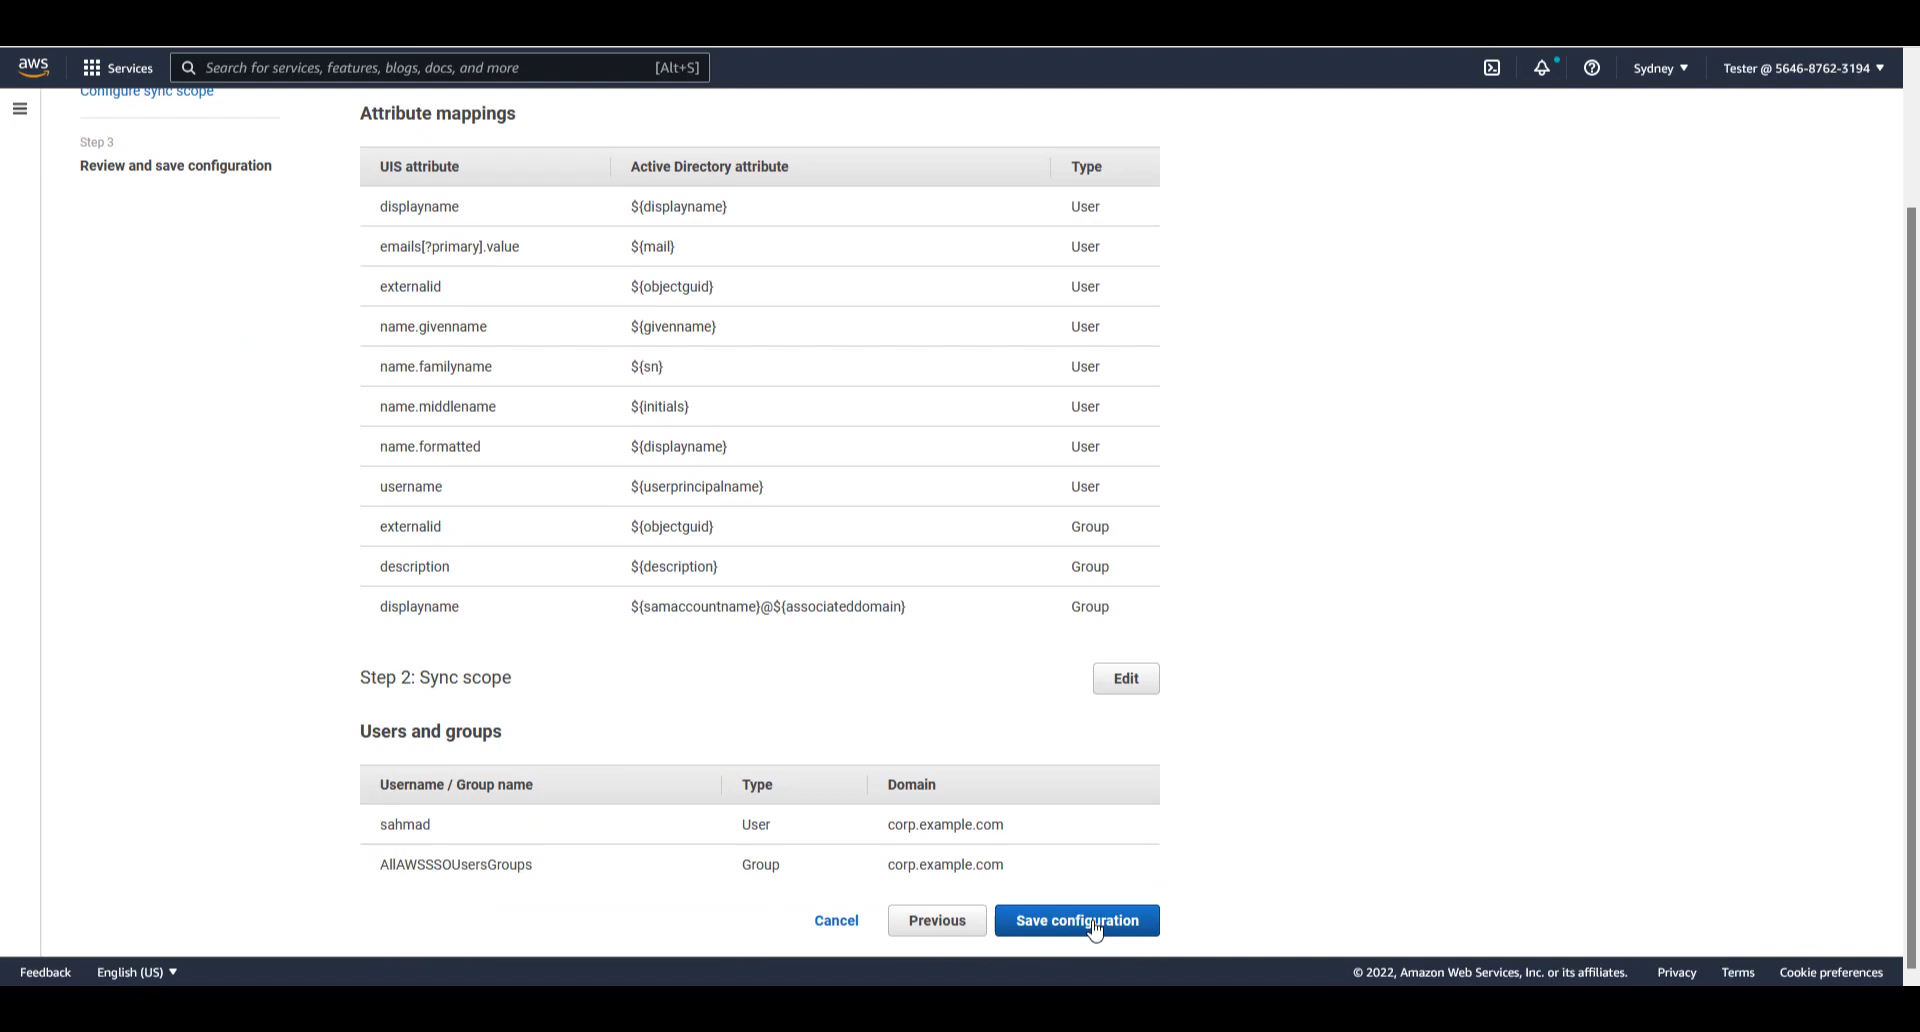 aws Services Search for services, features, blogs, docs, and more [Alt+S] Sydney ▼ Tester @ 5646-8762-3194 ▼
Configure sync scope
Step 3
Review and save configuration
Attribute mappings
UIS attribute Active Directory attribute Type
displayname ${displayname} User
emails[?primary].value ${mail} User
externalid ${objectguid} User
name.givenname ${givenname} User
name.familyname ${sn} User
name.middlename ${initials} User
name.formatted ${displayname} User
username ${userprincipalname} User
externalid ${objectguid} Group
description ${description} Group
displayname ${samaccountname}@${associateddomain} Group
Step 2: Sync scope Edit
Users and groups
Username / Group name Type Domain
sahmad User corp.example.com
AllAWSSSOUsersGroups Group corp.example.com
Cancel Previous Save configuration
Feedback English (US) ▼ © 2022, Amazon Web Services, Inc. or its affiliates. Privacy Terms Cookie preferences